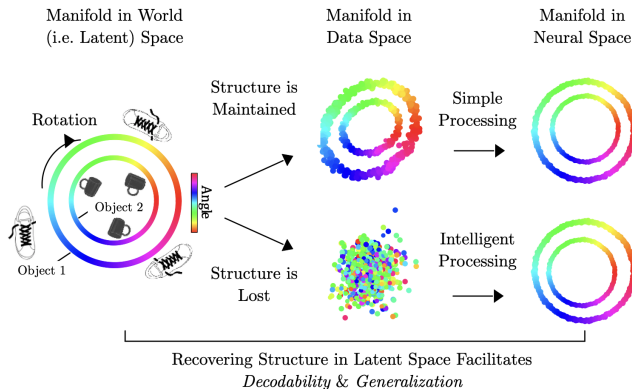 Manifold in World
(i.e. Latent) Space
Manifold in
Data Space
Manifold in
Neural Space
Rotation
Object 2
Object 1
Angle
Structure is
Maintained
Simple
Processing
Structure is
Lost
Intelligent
Processing
Recovering Structure in Latent Space Facilitates
Decodability & Generalization